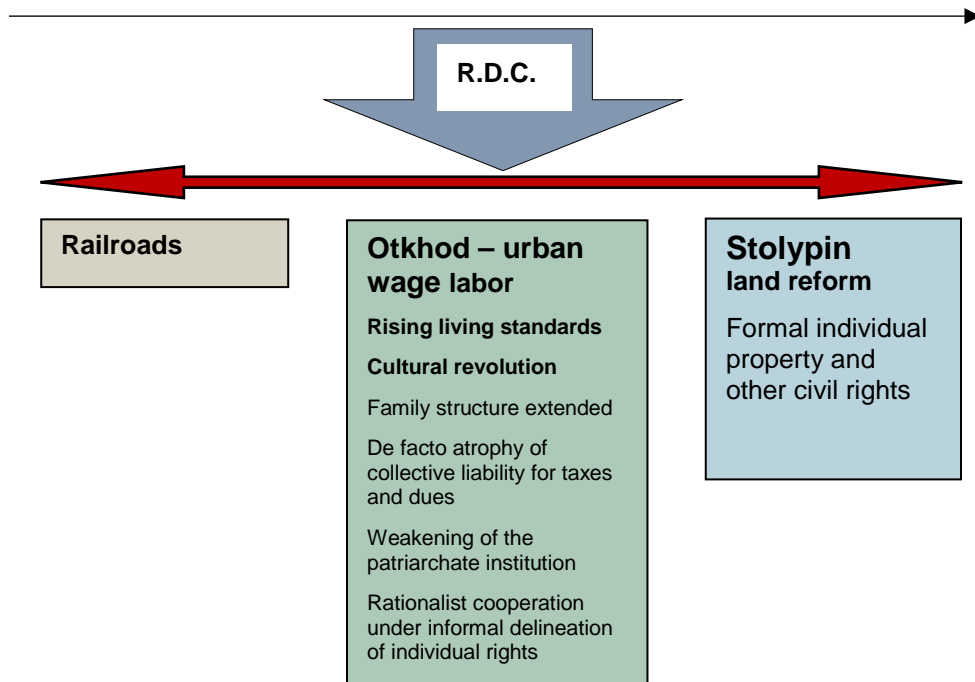 R.D.C.
Railroads
Otkhod – urban
wage labor
Rising living standards
Cultural revolution
Family structure extended
De facto atrophy of
collective liability for taxes
and dues
Weakening of the
patriarchate institution
Rationalist cooperation
under informal delineation
of individual rights
Stolypin
land reform
Formal individual
property and
other civil rights